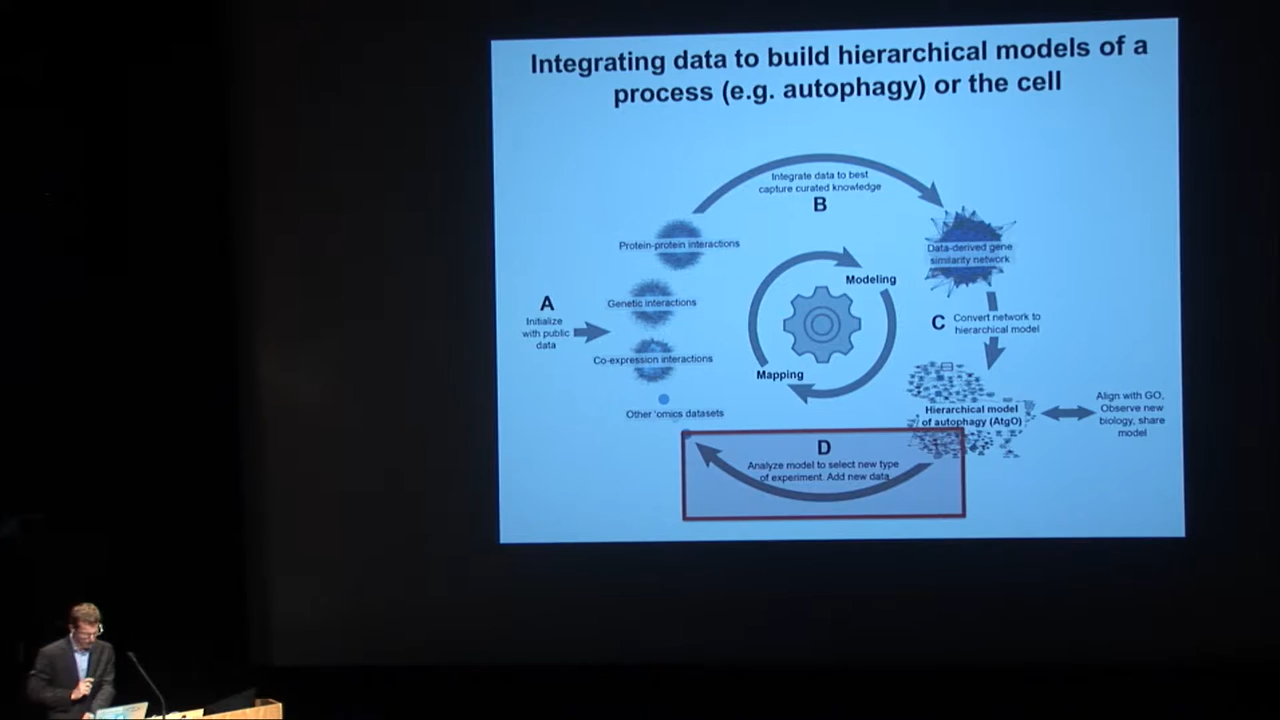 Integrating data to build hierarchical models of a
process (e.g. autophagy) or the cell
Integrate data to best
capture curated knowledge
B
Protein-protein interactions
Data-derived gene
similarity network
Modeling
A
Initialize
with public
data
Genetic interactions
C
Convert network to
hierarchical model
Co-expression interactions
Mapping
Other 'omics datasets
Hierarchical model
of autophagy (AtgO)
Align with GO,
Observe new
biology, share
model
D
Analyze model to select new type
of experiment. Add new data